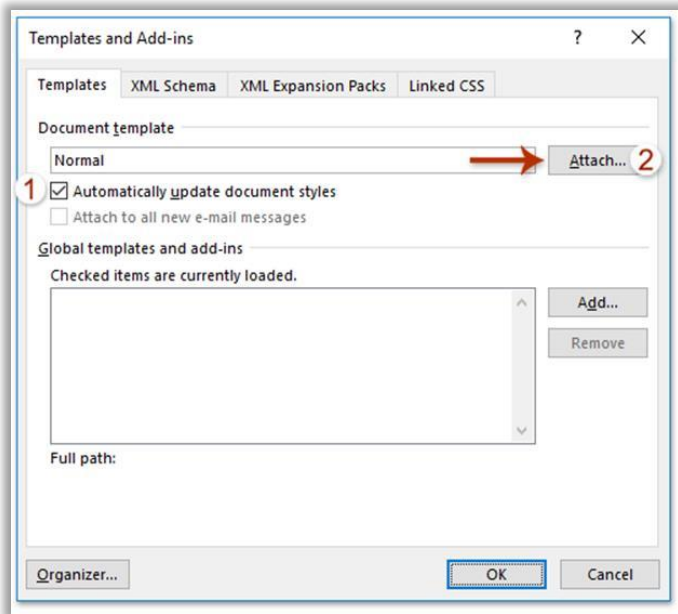 Templates and Add-ins ? ×
Templates XML Schema XML Expansion Packs Linked CSS
Document template
Normal Attach... 2
1 Automatically update document styles
Attach to all new e-mail messages
Global templates and add-ins
Checked items are currently loaded.
Add...
Remove
Full path:
Organizer... OK Cancel